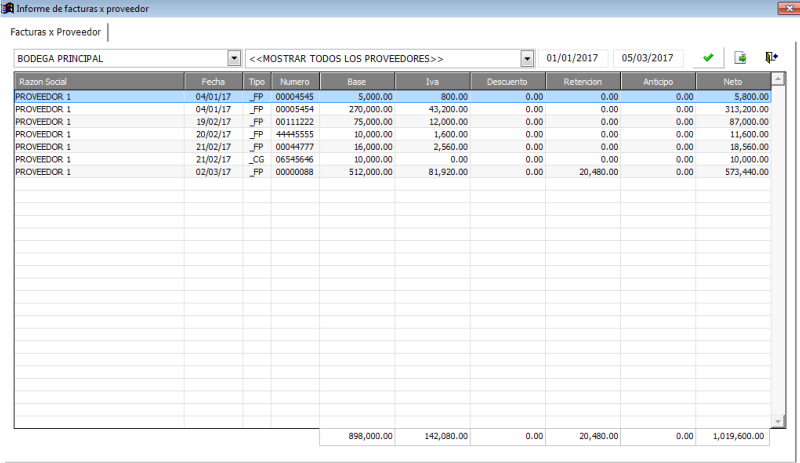 Informe de facturas x proveedor
Facturas x Proveedor
BODEGA PRINCIPAL <<MOSTRAR TODOS LOS PROVEEDORES>> 01/01/2017 05/03/2017
Razon Social Fecha Tipo Numero Base Iva Descuento Retencion Anticipo Neto
PROVEEDOR 1 04/01/17 _FP 00004545 5,000.00 800.00 0.00 0.00 0.00 5,800.00
PROVEEDOR 1 04/01/17 _FP 00005454 270,000.00 43,200.00 0.00 0.00 0.00 313,200.00
PROVEEDOR 1 19/02/17 _FP 00111222 75,000.00 12,000.00 0.00 0.00 0.00 87,000.00
PROVEEDOR 1 20/02/17 _FP 44445555 10,000.00 1,600.00 0.00 0.00 0.00 11,600.00
PROVEEDOR 1 21/02/17 _FP 00044777 16,000.00 2,560.00 0.00 0.00 0.00 18,560.00
PROVEEDOR 1 21/02/17 _CG 06545646 10,000.00 0.00 0.00 0.00 0.00 10,000.00
PROVEEDOR 1 02/03/17 _FP 00000088 512,000.00 81,920.00 0.00 20,480.00 0.00 573,440.00
898,000.00 142,080.00 0.00 20,480.00 0.00 1,019,600.00